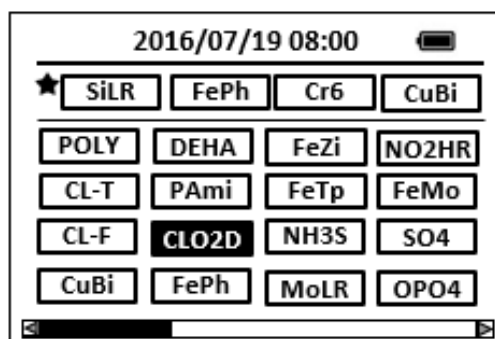 2016/07/19 08:00
SiLR FePh Cr6 CuBi
POLY DEHA FeZi NO2HR
CL-T PAmi FeTp FeMo
CL-F CLO2D NH3S SO4
CuBi FePh MoLR OPO4